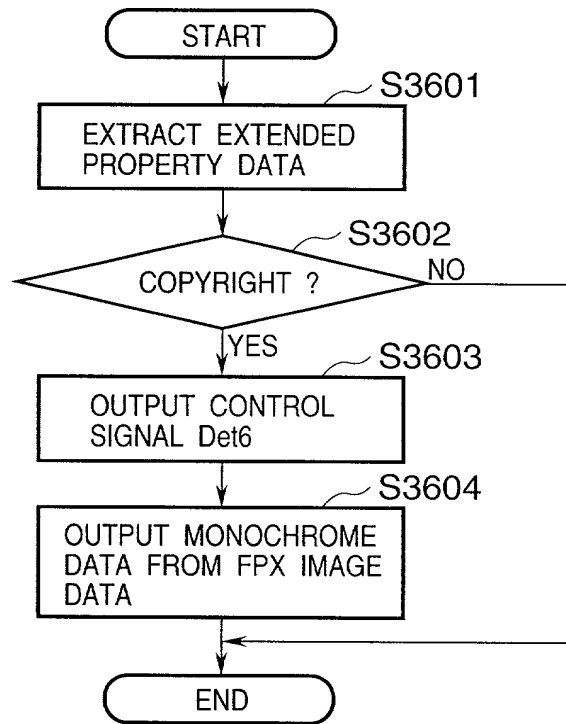 START
S3601
EXTRACT EXTENDED
PROPERTY DATA
S3602
COPYRIGHT ?
NO
YES
S3603
OUTPUT CONTROL
SIGNAL Det6
S3604
OUTPUT MONOCHROME
DATA FROM FPX IMAGE
DATA
END